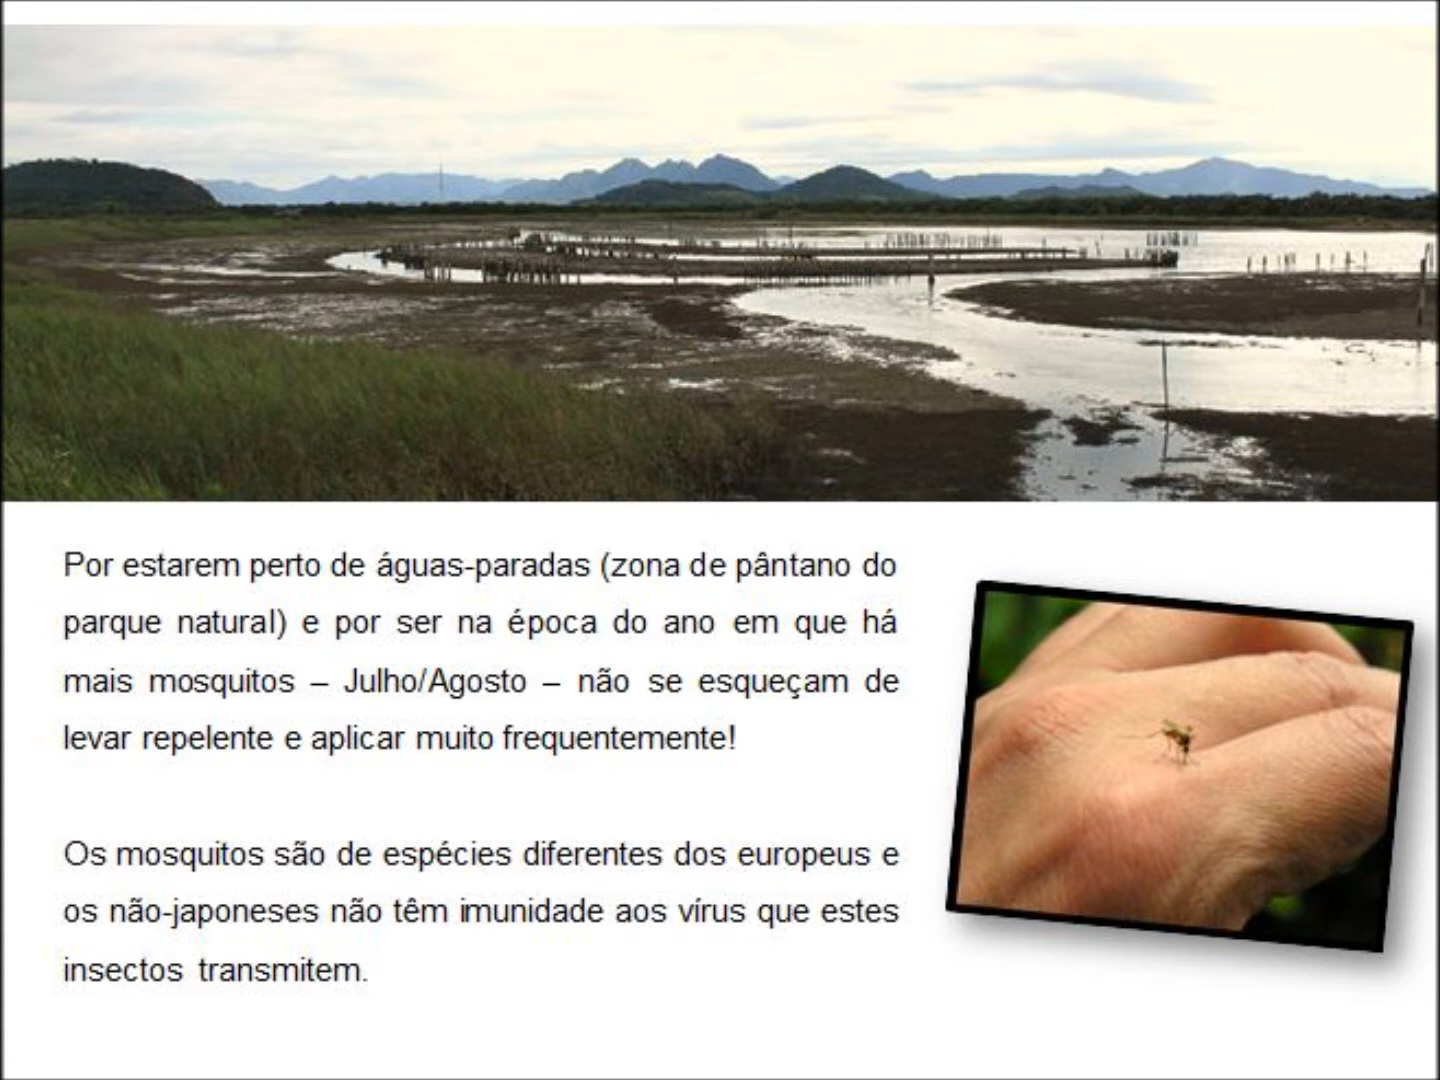 Por estarem perto de águas-paradas (zona de pântano do
parque natural) e por ser na época do ano em que há
mais mosquitos – Julho/Agosto – não se esqueçam de
levar repelente e aplicar muito frequentemente!
Os mosquitos são de espécies diferentes dos europeus e
os não-japoneses não têm imunidade aos vírus que estes
insectos transmitem.